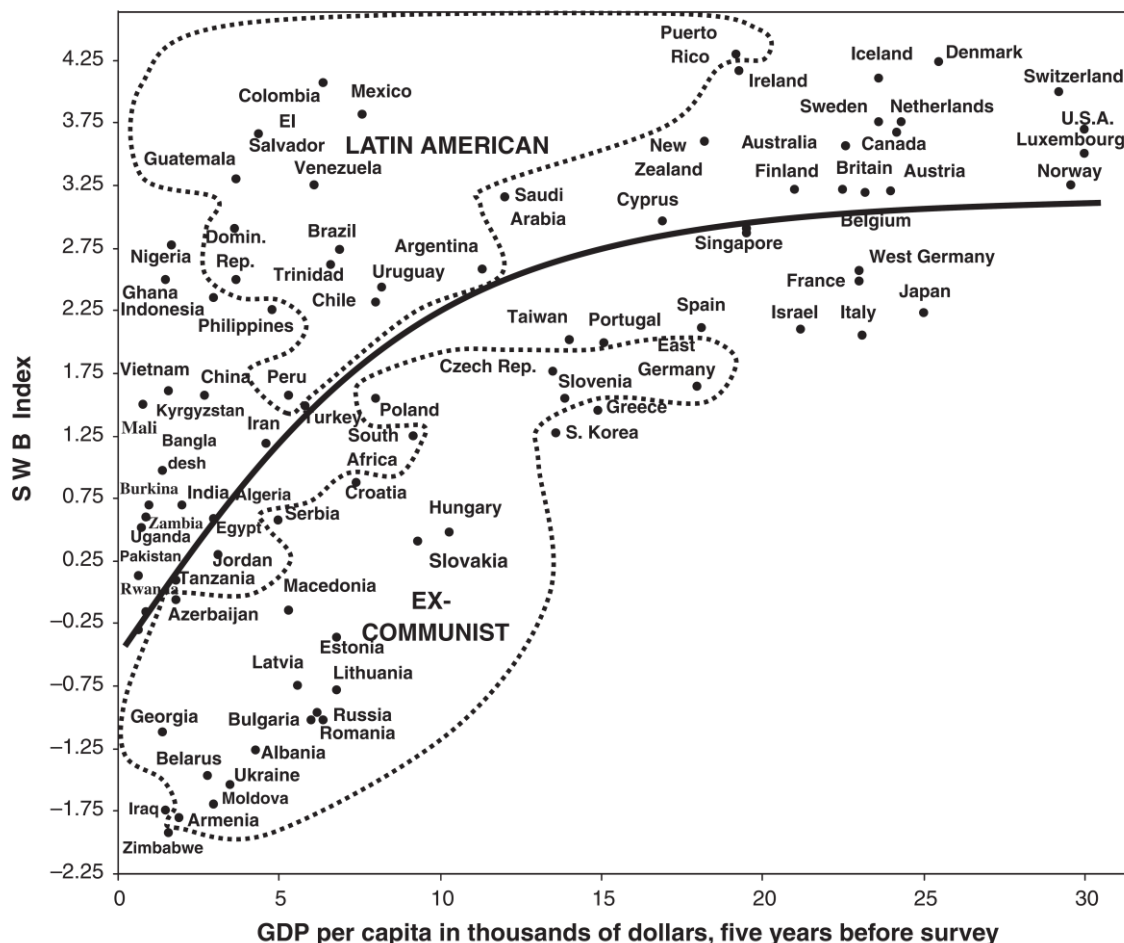 SWB Index
4.25
3.75
3.25
2.75
2.25
1.75
1.25
0.75
0.25
−0.25
−0.75
−1.25
−1.75
−2.25
Puerto
Rico
Ireland
Iceland
Denmark
Switzerland
Colombia
Mexico
El
Salvador
LATIN AMERICAN
Sweden
Netherlands
U.S.A.
Guatemala
Venezuela
New
Zealand
Australia
Canada
Luxembourg
Finland
Britain
Austria
Norway
Saudi
Arabia
Cyprus
Belgium
Domin.
Rep.
Brazil
Argentina
Singapore
Nigeria
Trinidad
Uruguay
West Germany
Ghana
Indonesia
Chile
France
Japan
Philippines
Taiwan
Portugal
Spain
Israel
Italy
Vietnam
China
Peru
Czech Rep.
East
Germany
Slovenia
Kyrgyzstan
Turkey
Poland
Greece
Mali
Iran
South
Africa
S. Korea
Bangla
desh
Burkina
India
Algeria
Croatia
Zambia
Egypt
Serbia
Hungary
Uganda
Pakistan
Jordan
Slovakia
Rwanda
Tanzania
Macedonia
Azerbaijan
EX-
COMMUNIST
Estonia
Latvia
Lithuania
Georgia
Bulgaria
Russia
Romania
Belarus
Albania
Ukraine
Iraq
Moldova
Armenia
Zimbabwe
0
5
10
15
20
25
30
GDP per capita in thousands of dollars, five years before survey